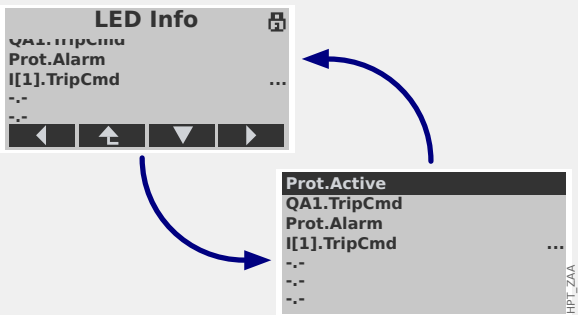 LED Info
QA1.TripCmd
Prot.Alarm
I[1].TripCmd ...
-.-
-.-
Prot.Active
QA1.TripCmd
Prot.Alarm
I[1].TripCmd ...
-.-
-.-
-.-
HPT_ZAA